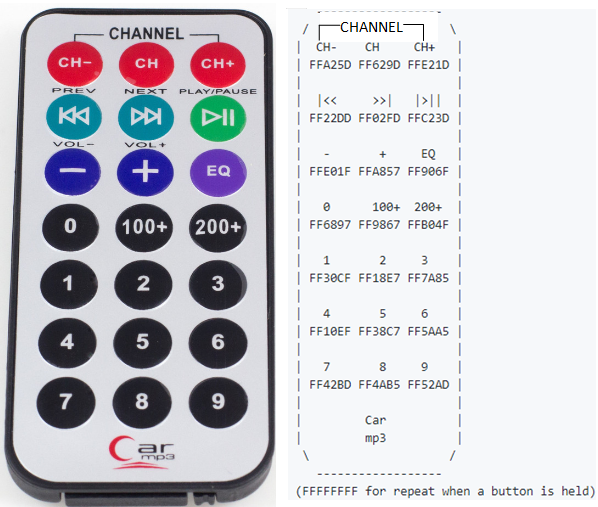 CHANNEL
CH− CH CH+
PREV NEXT PLAY/PAUSE
VOL− VOL+
− + EQ
0 100+ 200+
1 2 3
4 5 6
7 8 9
Car
mp3
CHANNEL
CH- CH CH+
FFA25D FF629D FFE21D
|<< >>| |>||
FF22DD FF02FD FFC23D
- + EQ
FFE01F FFA857 FF906F
0 100+ 200+
FF6897 FF9867 FFB04F
1 2 3
FF30CF FF18E7 FF7A85
4 5 6
FF10EF FF38C7 FF5AA5
7 8 9
FF42BD FF4AB5 FF52AD
Car
mp3
(FFFFFFFF for repeat when a button is held)